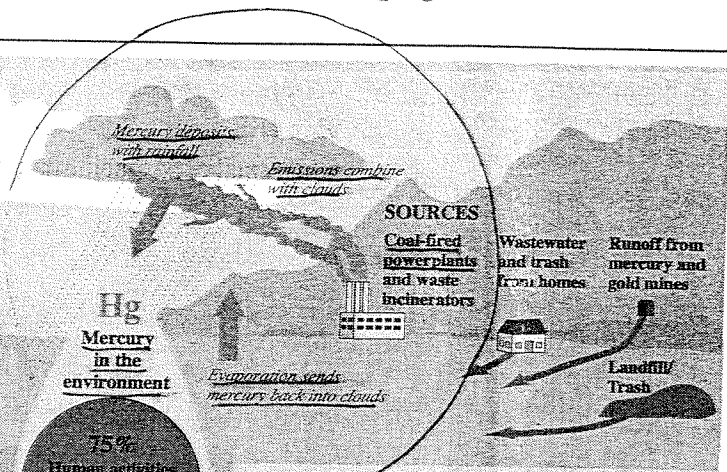 Mercury deposits
with rainfall
Emissions combine
with clouds
SOURCES
Coal-fired
powerplants
and waste
incinerators
Wastewater
and trash
from homes
Runoff from
mercury and
gold mines
Landfill/
Trash
Hg
Mercury
in the
environment
Evaporation sends
mercury back into clouds
75%
Human activities